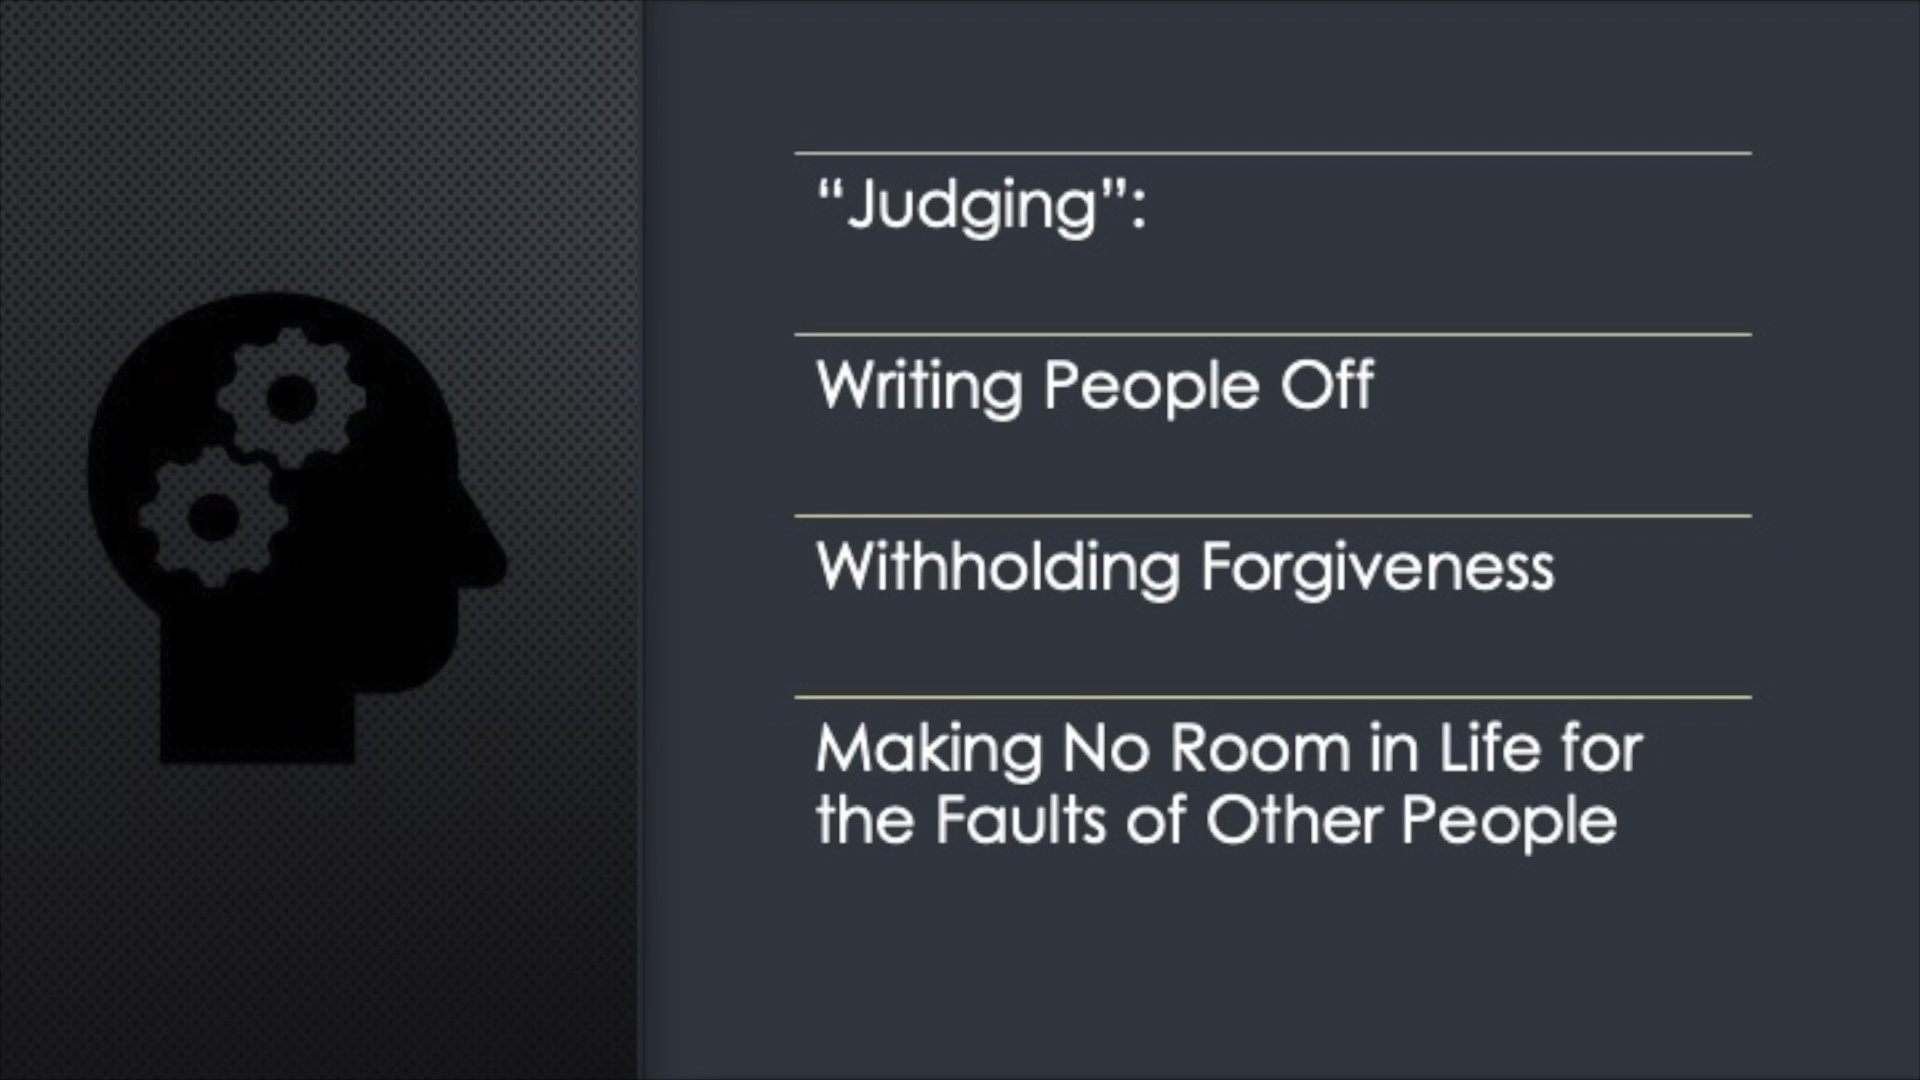 “Judging”:
Writing People Off
Withholding Forgiveness
Making No Room in Life for
the Faults of Other People